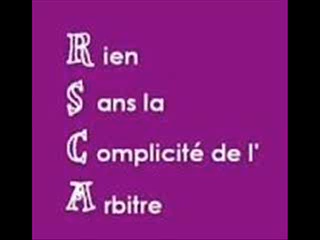 Rien
Sans la
Complicité de l'
Arbitre